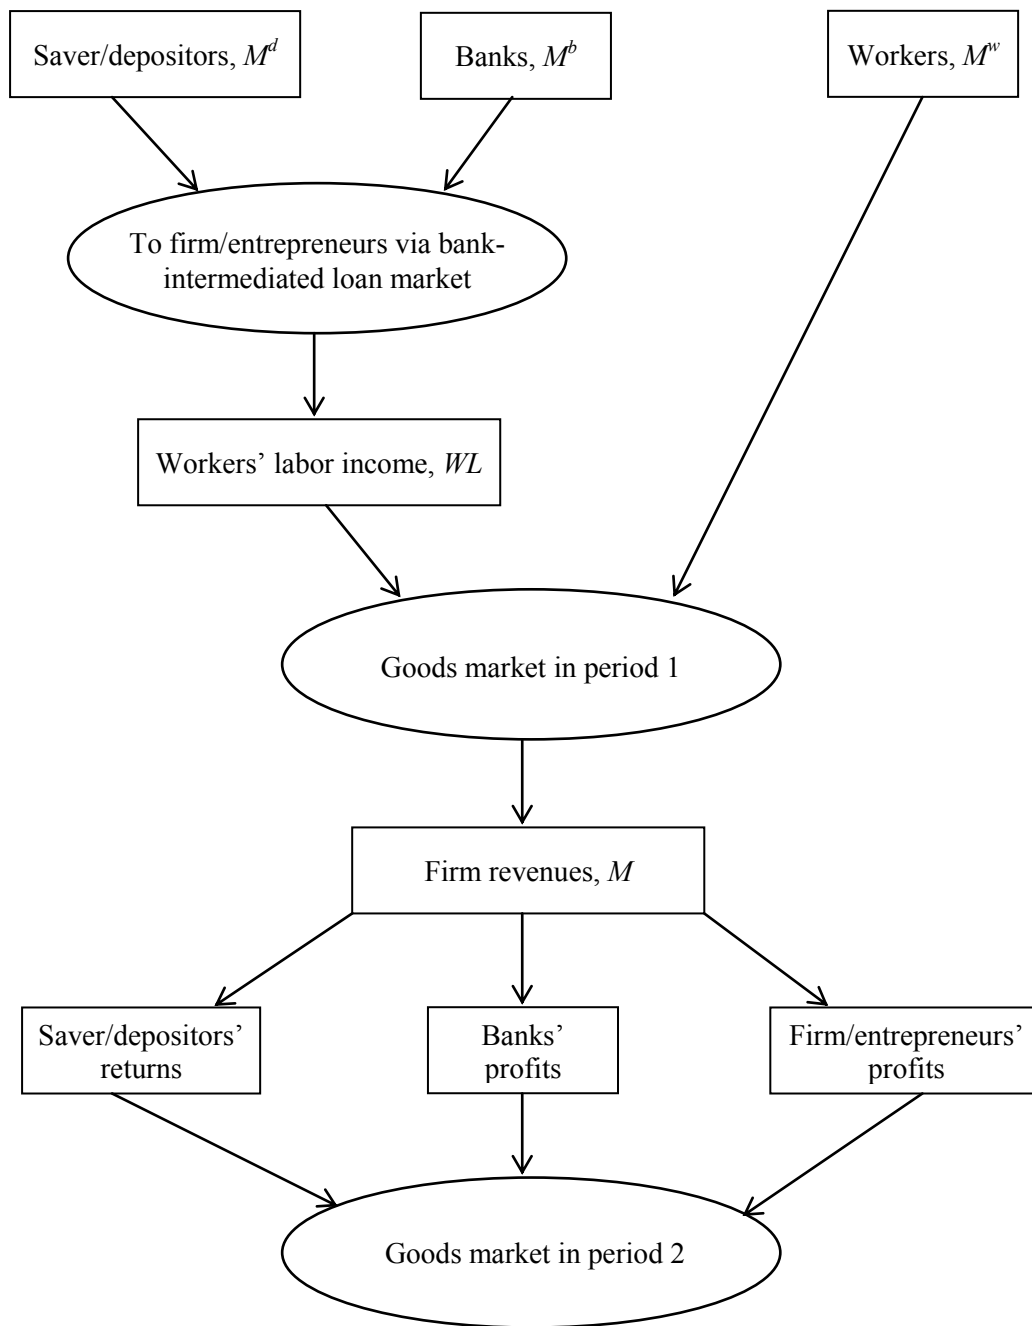 Saver/depositors, M^d
Banks, M^b
Workers, M^w
To firm/entrepreneurs via bank-
intermediated loan market
Workers’ labor income, WL
Goods market in period 1
Firm revenues, M
Saver/depositors’
returns
Banks’
profits
Firm/entrepreneurs’
profits
Goods market in period 2